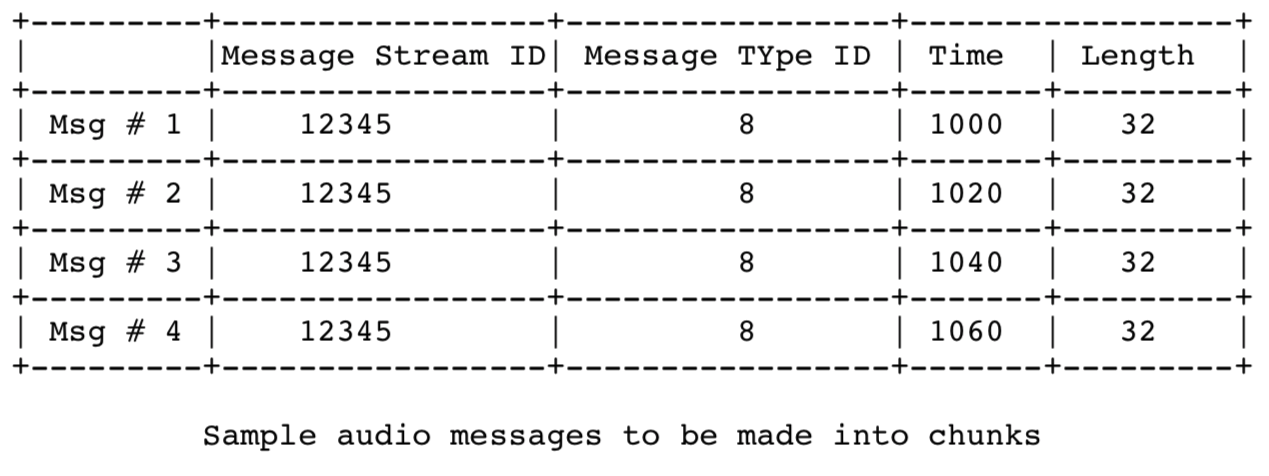 +---------+-----------------+-----------------+-----------------+
|         |Message Stream ID| Message TYpe ID | Time  | Length  |
+---------+-----------------+-----------------+-------+---------+
| Msg # 1 |    12345        |         8       | 1000  |   32    |
+---------+-----------------+-----------------+-------+---------+
| Msg # 2 |    12345        |         8       | 1020  |   32    |
+---------+-----------------+-----------------+-------+---------+
| Msg # 3 |    12345        |         8       | 1040  |   32    |
+---------+-----------------+-----------------+-------+---------+
| Msg # 4 |    12345        |         8       | 1060  |   32    |
+---------+-----------------+-----------------+-------+---------+
Sample audio messages to be made into chunks